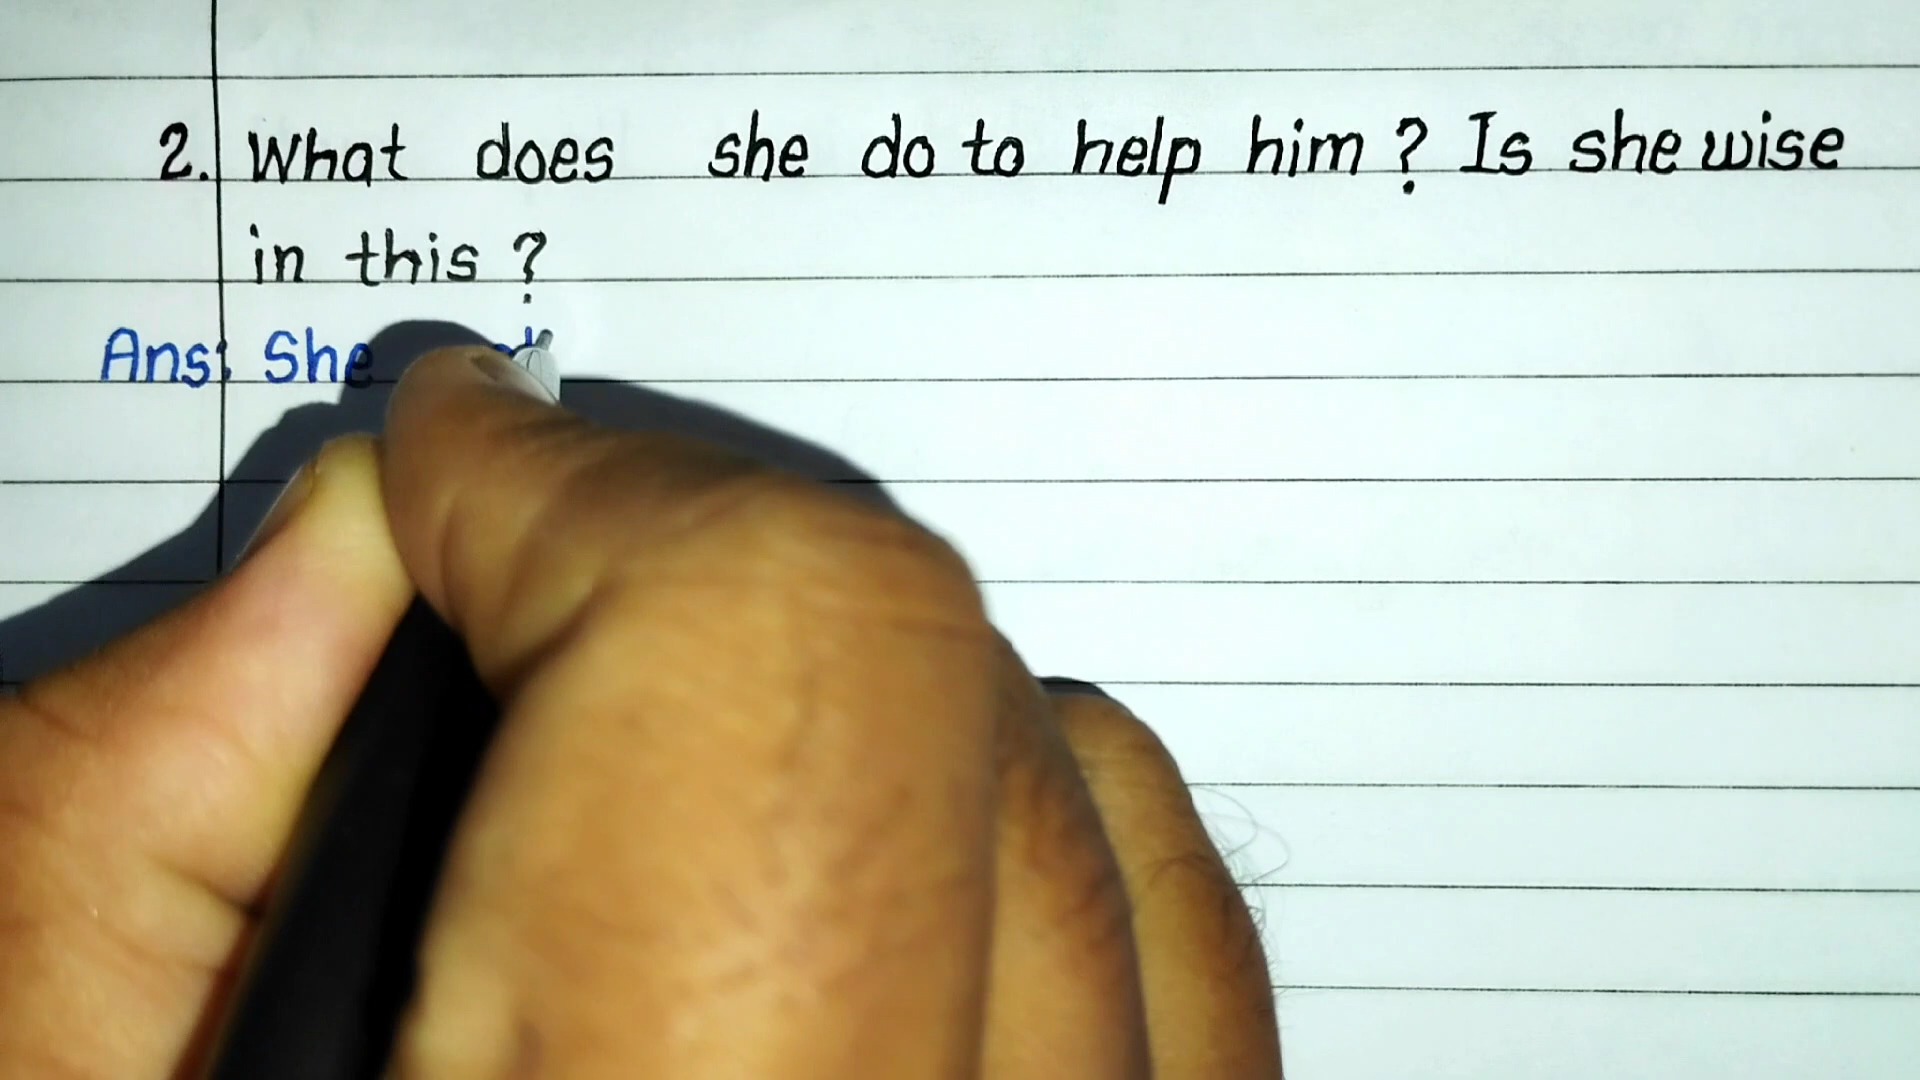 2. What does she do to help him? Is she wise
in this?
Ans: She